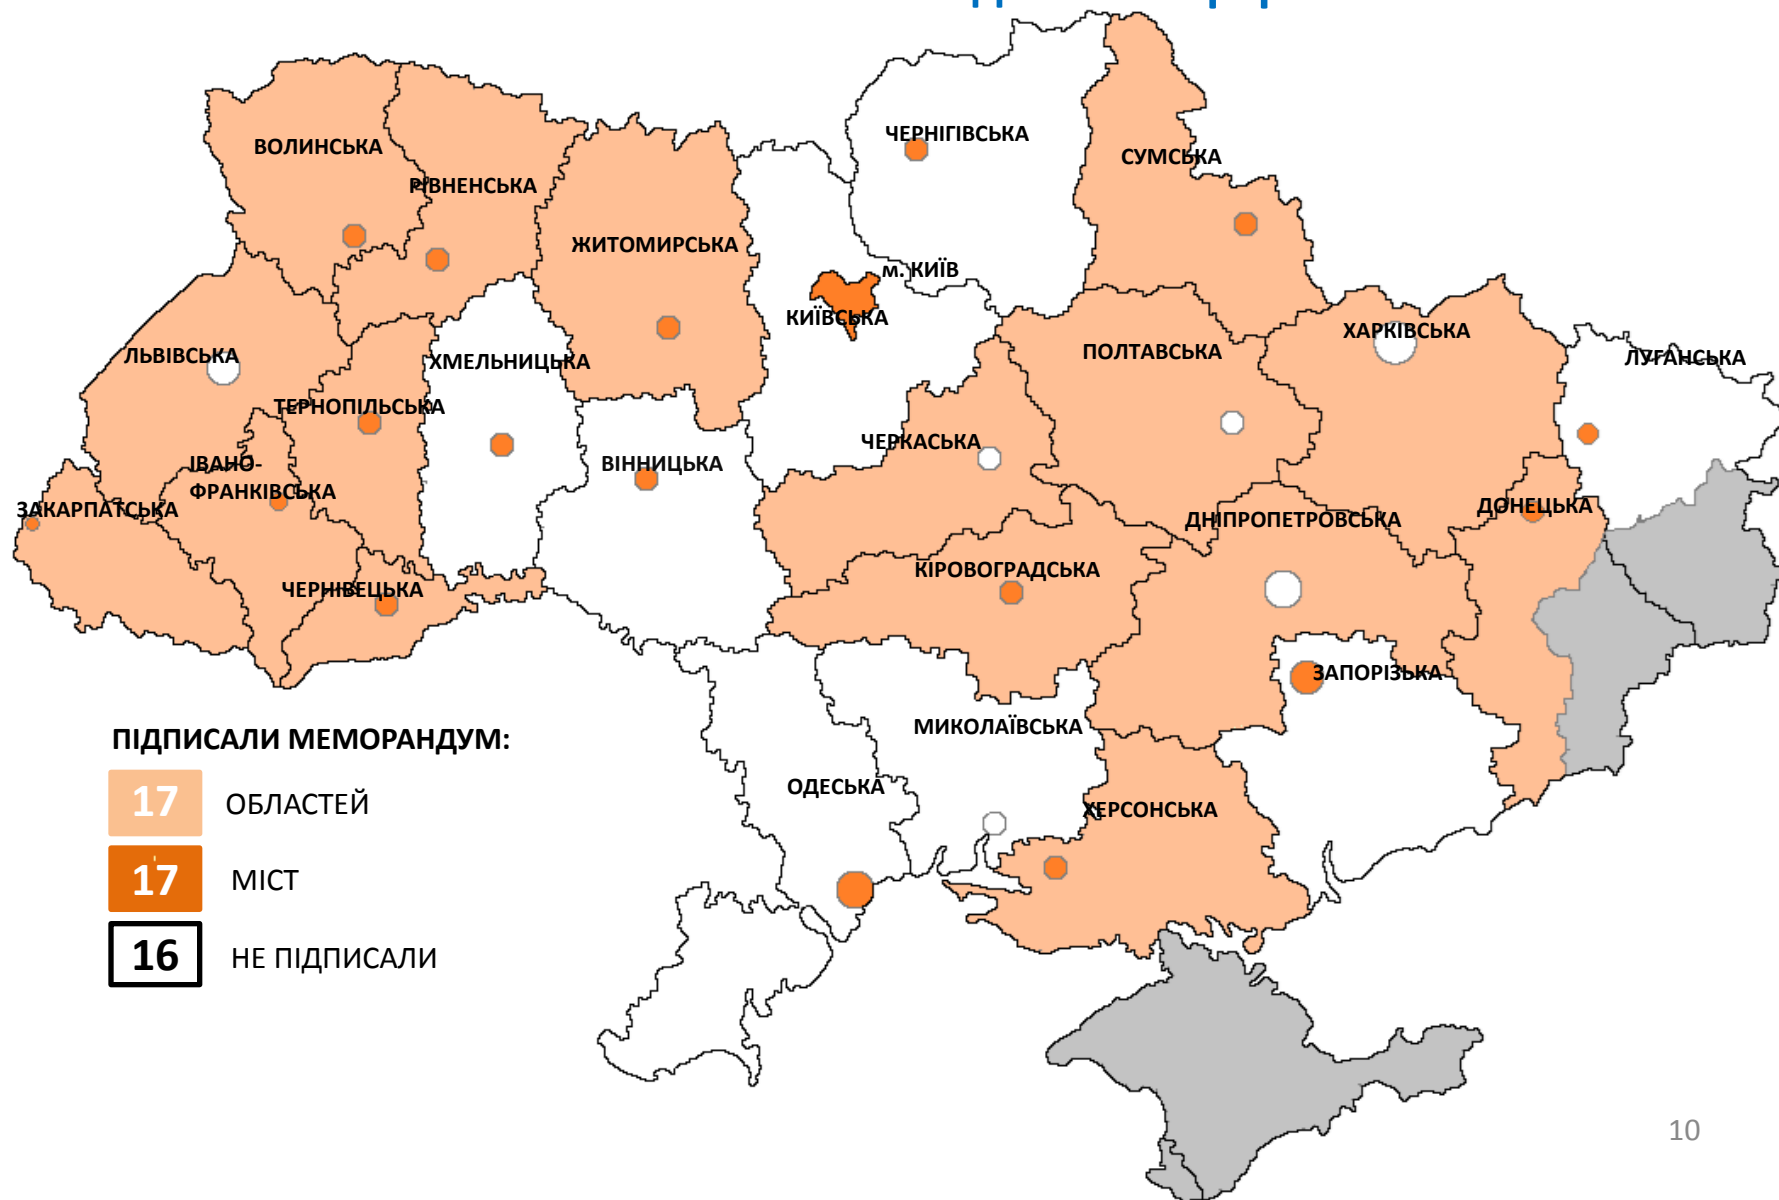 ЧЕРНІГІВСЬКА
ВОЛИНСЬКА
СУМСЬКА
РІВНЕНСЬКА
ЖИТОМИРСЬКА
м. КИЇВ
КИЇВСЬКА
ХАРКІВСЬКА
ЛЬВІВСЬКА
ХМЕЛЬНИЦЬКА
ПОЛТАВСЬКА
ЛУГАНСЬКА
ТЕРНОПІЛЬСЬКА
ЧЕРКАСЬКА
ІВАНО-
ФРАНКІВСЬКА
ВІННИЦЬКА
ЗАКАРПАТСЬКА
ДНІПРОПЕТРОВСЬКА
ДОНЕЦЬКА
КІРОВОГРАДСЬКА
ЧЕРНІВЕЦЬКА
ЗАПОРІЗЬКА
МИКОЛАЇВСЬКА
ОДЕСЬКА
ХЕРСОНСЬКА
ПІДПИСАЛИ МЕМОРАНДУМ:
17 ОБЛАСТЕЙ
17 МІСТ
16 НЕ ПІДПИСАЛИ
10